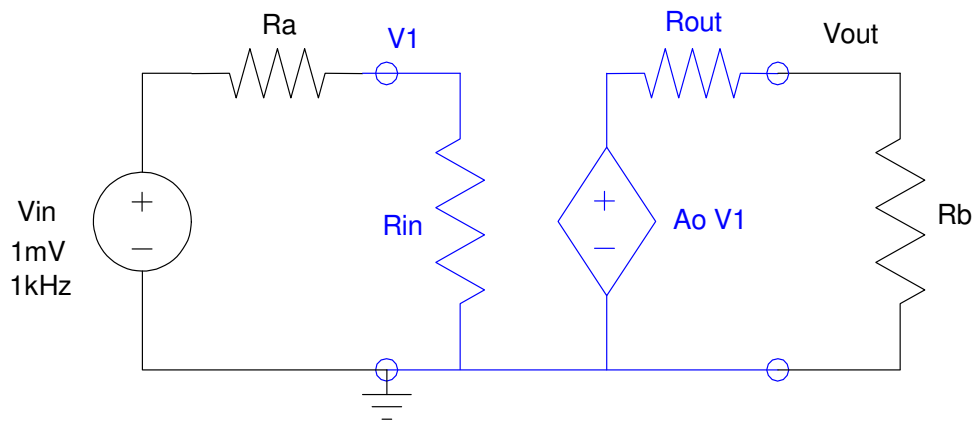 Ra
V1
Rout
Vout
Vin
1mV
1kHz
+
−
Rin
+
−
Ao V1
Rb